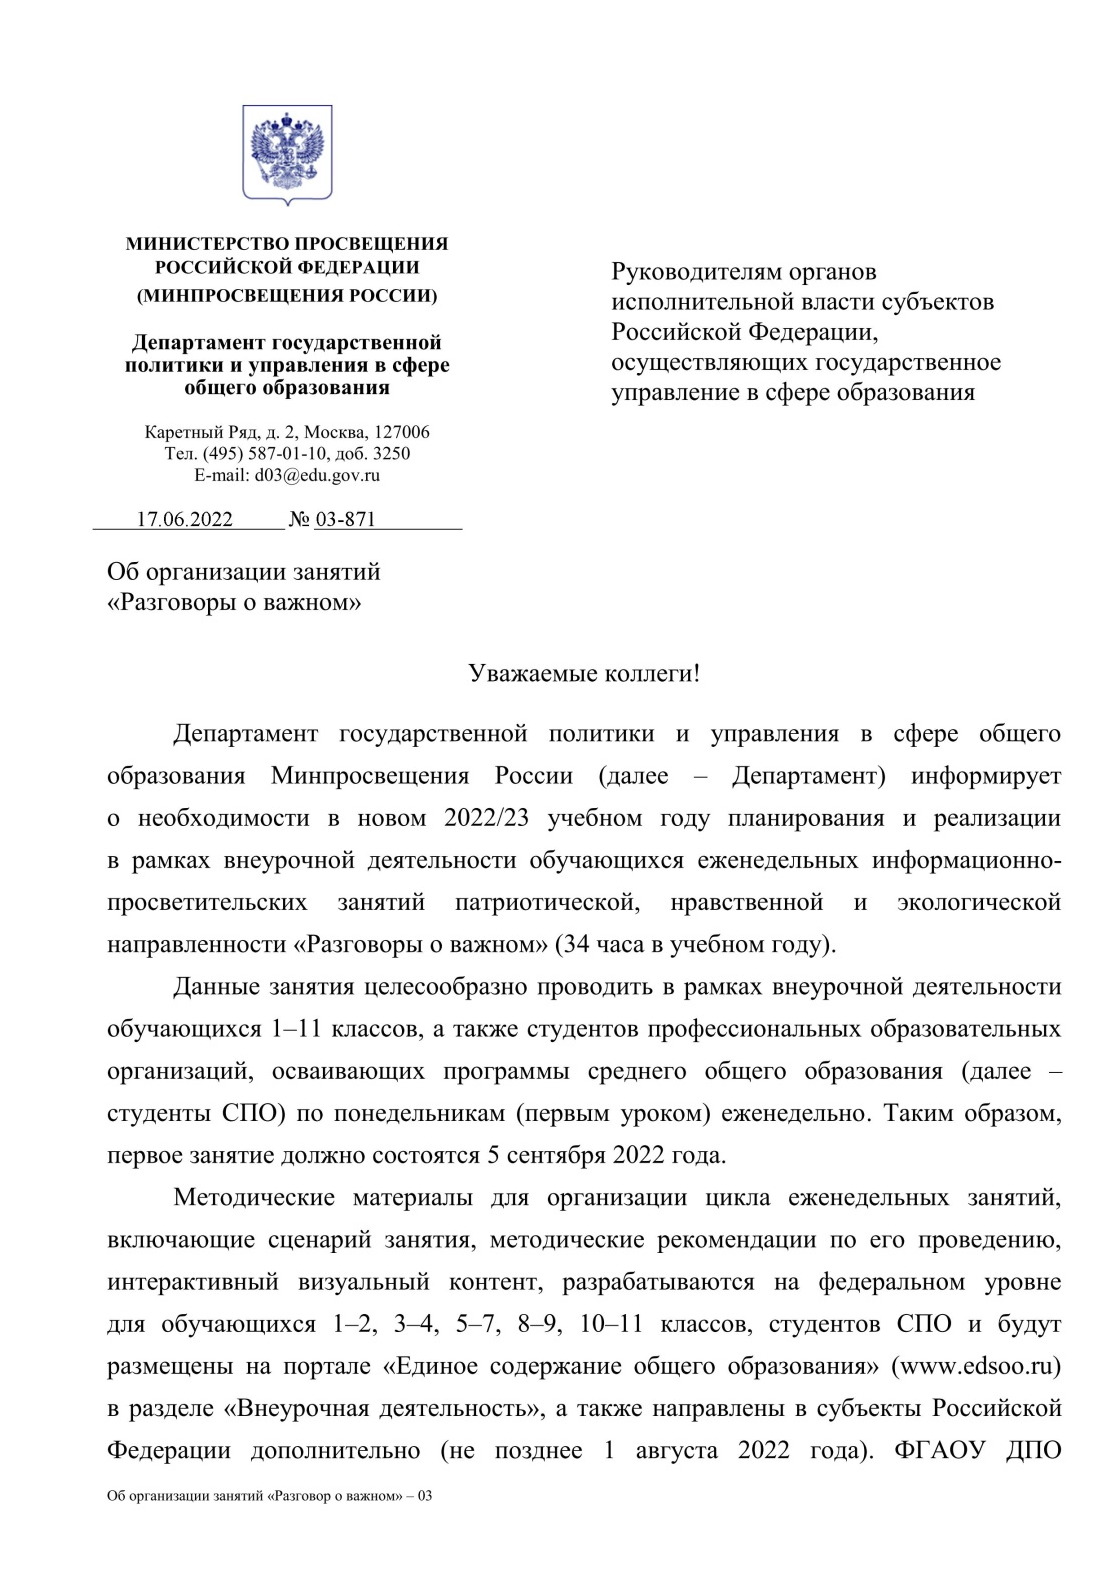 МИНИСТЕРСТВО ПРОСВЕЩЕНИЯ
РОССИЙСКОЙ ФЕДЕРАЦИИ
(МИНПРОСВЕЩЕНИЯ РОССИИ)
Департамент государственной
политики и управления в сфере
общего образования
Каретный Ряд, д. 2, Москва, 127006
Тел. (495) 587-01-10, доб. 3250
E-mail: d03@edu.gov.ru
17.06.2022 № 03-871
Руководителям органов
исполнительной власти субъектов
Российской Федерации,
осуществляющих государственное
управление в сфере образования
Об организации занятий
«Разговоры о важном»
Уважаемые коллеги!
Департамент государственной политики и управления в сфере общего
образования Минпросвещения России (далее – Департамент) информирует
о необходимости в новом 2022/23 учебном году планирования и реализации
в рамках внеурочной деятельности обучающихся еженедельных информационно-
просветительских занятий патриотической, нравственной и экологической
направленности «Разговоры о важном» (34 часа в учебном году).
Данные занятия целесообразно проводить в рамках внеурочной деятельности
обучающихся 1–11 классов, а также студентов профессиональных образовательных
организаций, осваивающих программы среднего общего образования (далее –
студенты СПО) по понедельникам (первым уроком) еженедельно. Таким образом,
первое занятие должно состоятся 5 сентября 2022 года.
Методические материалы для организации цикла еженедельных занятий,
включающие сценарий занятия, методические рекомендации по его проведению,
интерактивный визуальный контент, разрабатываются на федеральном уровне
для обучающихся 1–2, 3–4, 5–7, 8–9, 10–11 классов, студентов СПО и будут
размещены на портале «Единое содержание общего образования» (www.edsoo.ru)
в разделе «Внеурочная деятельность», а также направлены в субъекты Российской
Федерации дополнительно (не позднее 1 августа 2022 года). ФГАОУ ДПО
Об организации занятий «Разговор о важном» – 03